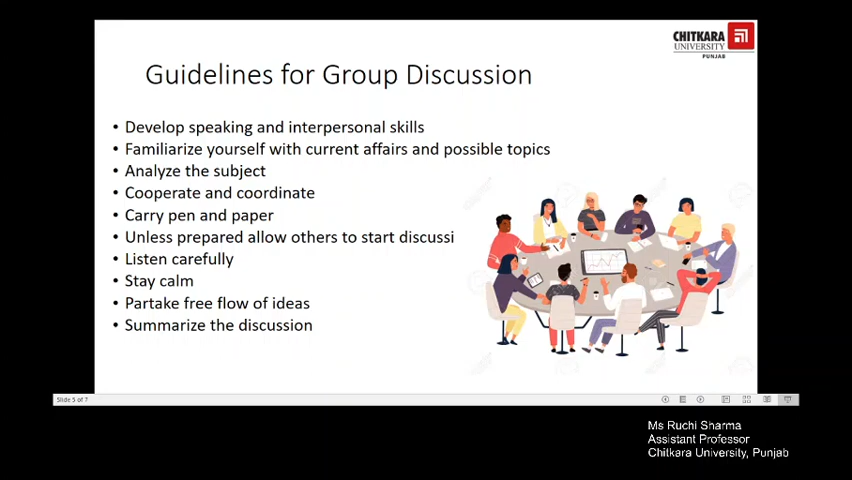 CHITKARA
UNIVERSITY
PUNJAB
Guidelines for Group Discussion
• Develop speaking and interpersonal skills
• Familiarize yourself with current affairs and possible topics
• Analyze the subject
• Cooperate and coordinate
• Carry pen and paper
• Unless prepared allow others to start discussi
• Listen carefully
• Stay calm
• Partake free flow of ideas
• Summarize the discussion
Slide 5 of 7
Ms Ruchi Sharma
Assistant Professor
Chitkara University, Punjab